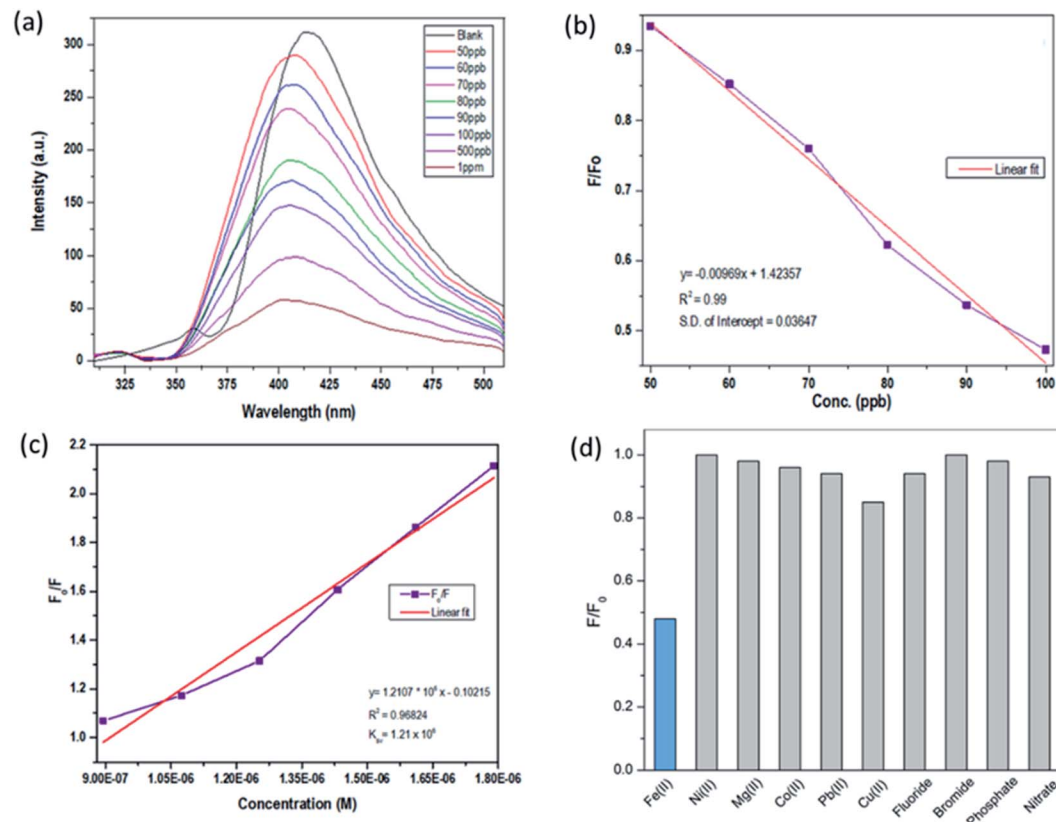 (a)
300
250
200
150
100
50
0
Intensity (a.u.)
325 350 375 400 425 450 475 500
Wavelength (nm)
Blank
50ppb
60ppb
70ppb
80ppb
90ppb
100ppb
500ppb
1ppm
(b)
0.9
0.8
0.7
0.6
0.5
F/Fo
50 60 70 80 90 100
Conc. (ppb)
Linear fit
y= -0.00969x + 1.42357
R² = 0.99
S.D. of Intercept = 0.03647
(c)
2.2
2.0
1.8
1.6
1.4
1.2
1.0
F₀/F
9.00E-07 1.05E-06 1.20E-06 1.35E-06 1.50E-06 1.65E-06 1.80E-06
Concentration (M)
F₀/F
Linear fit
y= 1.2107 * 10⁶ x - 0.10215
R² = 0.96824
Ksv= 1.21 x 10⁶
(d)
1.0
0.8
0.6
0.4
0.2
0.0
F/F₀
Fe(II)
Ni(II)
Mg(II)
Co(II)
Pb(II)
Cu(II)
Fluoride
Bromide
Phosphate
Nitrate